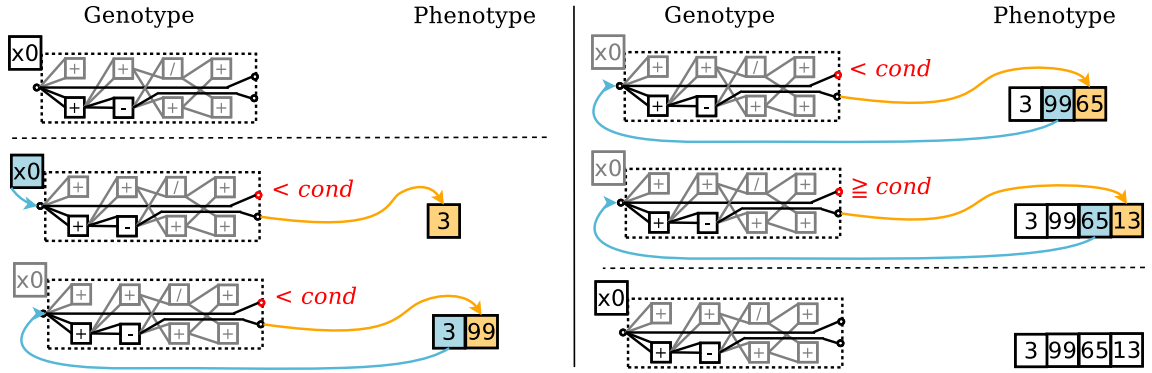 Genotype Phenotype
x0
+ + / +
+ - + +
x0
+ + / +
< cond
+ - + +
3
x0
+ + / +
< cond
+ - + +
3 99
Genotype Phenotype
x0
+ + / +
< cond
+ - + +
3 99 65
x0
+ + / +
≧ cond
+ - + +
3 99 65 13
x0
+ + / +
+ - + +
3 99 65 13